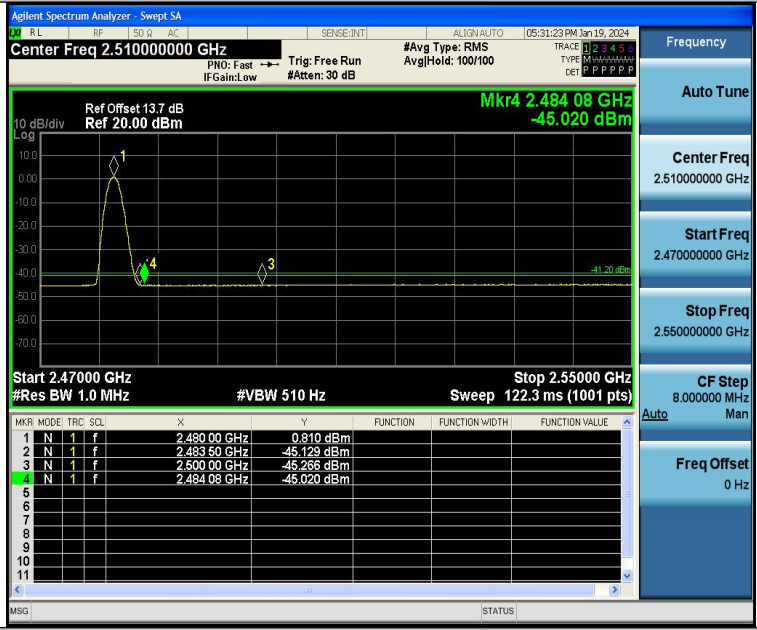 Agilent Spectrum Analyzer - Swept SA
LXI RL RF 50 Ω AC SENSE:INT ALIGNAUTO 05:31:23 PM Jan 19, 2024
Center Freq 2.510000000 GHz
PNO: Fast
IFGain:Low
Trig: Free Run
#Atten: 30 dB
#Avg Type: RMS
Avg|Hold: 100/100
TRACE 1 2 3 4 5 6
TYPE M
DET P P P P P P
Frequency
Auto Tune
Center Freq
2.510000000 GHz
Start Freq
2.470000000 GHz
Stop Freq
2.550000000 GHz
CF Step
8.000000 MHz
Auto Man
Freq Offset
0 Hz
Mkr4 2.484 08 GHz
-45.020 dBm
Ref Offset 13.7 dB
10 dB/div Ref 20.00 dBm
Log
10.0
0.00
-10.0
-20.0
-30.0
-40.0
-50.0
-60.0
-70.0
1
4
3
-41.20 dBm
Start 2.47000 GHz Stop 2.55000 GHz
#Res BW 1.0 MHz #VBW 510 Hz Sweep 122.3 ms (1001 pts)
MKR MODE TRC SCL X Y FUNCTION FUNCTION WIDTH FUNCTION VALUE
1 N 1 f 2.480 00 GHz 0.810 dBm
2 N 1 f 2.483 50 GHz -45.129 dBm
3 N 1 f 2.500 00 GHz -45.266 dBm
4 N 1 f 2.484 08 GHz -45.020 dBm
5
6
7
8
9
10
11
MSG STATUS